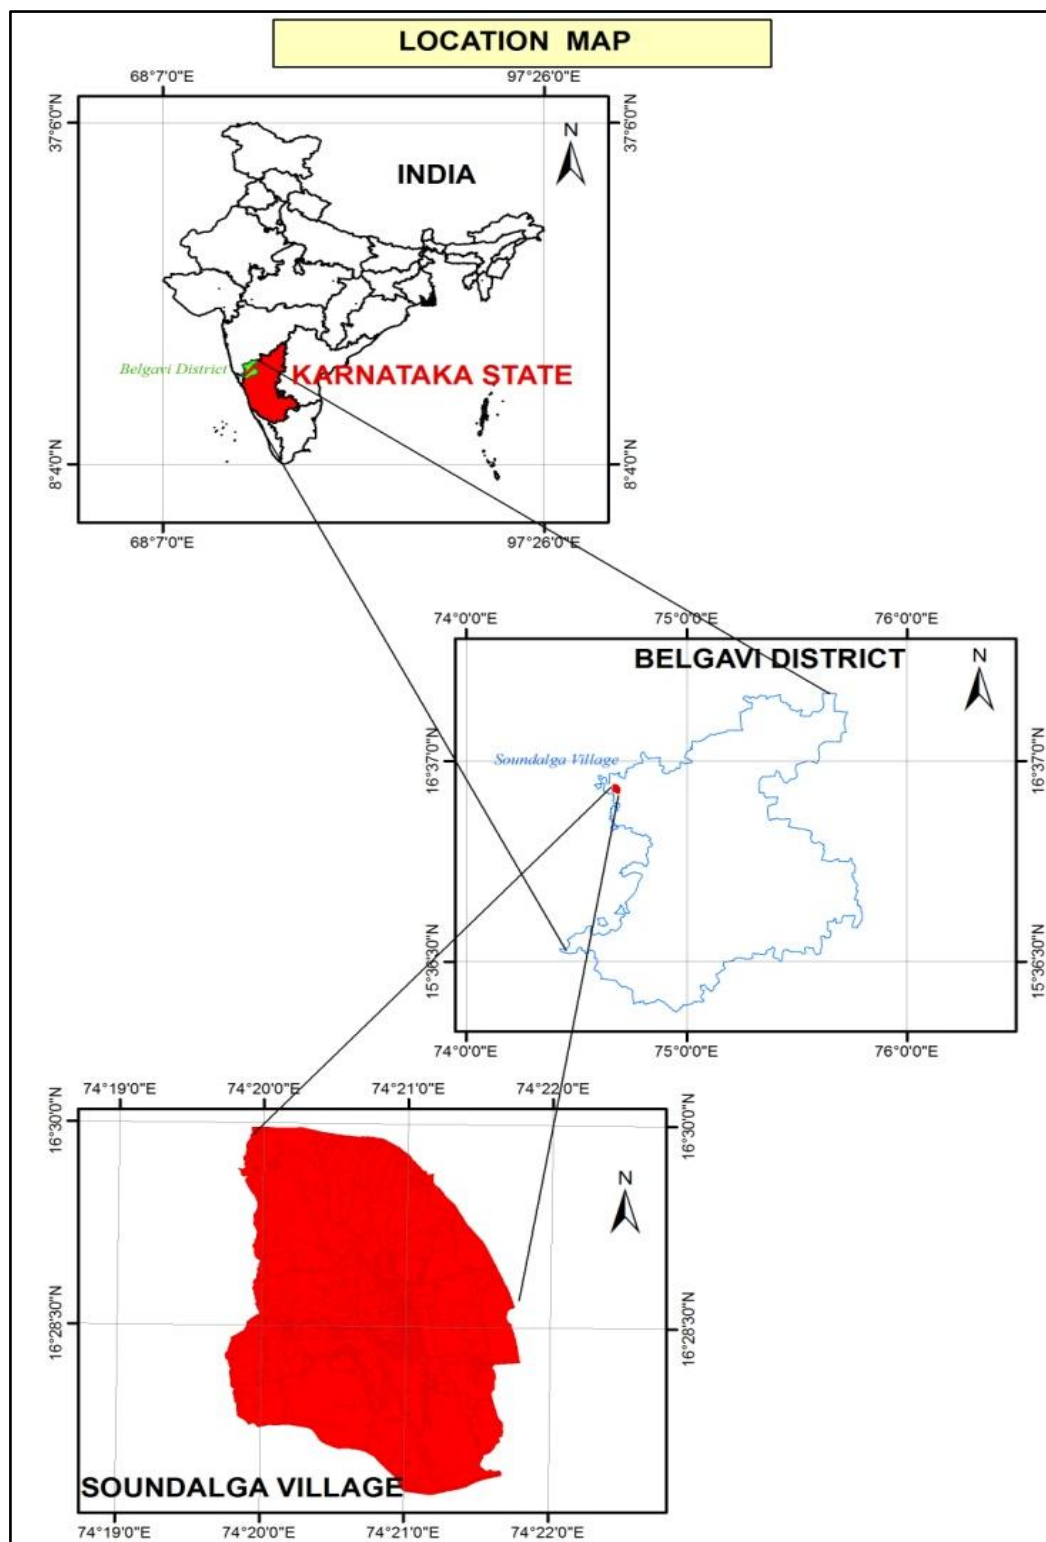 LOCATION MAP
68°7'0"E
97°26'0"E
37°6'0"N
37°6'0"N
N
INDIA
Belgavi District
KARNATAKA STATE
8°4'0"N
8°4'0"N
68°7'0"E
97°26'0"E
74°0'0"E
75°0'0"E
76°0'0"E
BELGAVI DISTRICT
N
Soundalga Village
16°37'0"N
16°37'0"N
15°36'30"N
15°36'30"N
74°0'0"E
75°0'0"E
76°0'0"E
74°19'0"E
74°20'0"E
74°21'0"E
74°22'0"E
16°30'0"N
16°30'0"N
N
16°28'30"N
16°28'30"N
SOUNDALGA VILLAGE
74°19'0"E
74°20'0"E
74°21'0"E
74°22'0"E